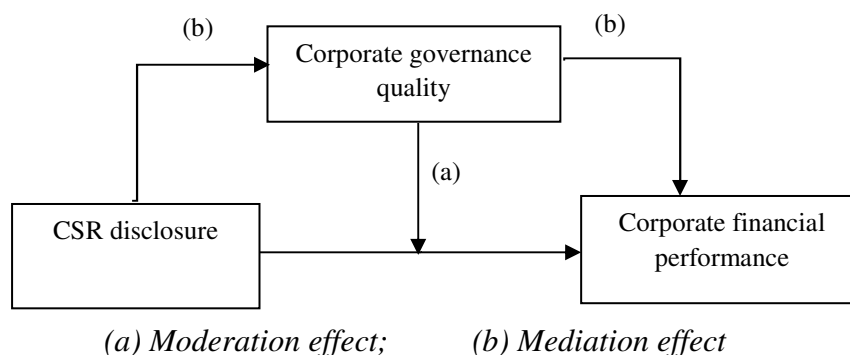 (b)
(b)
Corporate governance
quality
(a)
CSR disclosure
Corporate financial
performance
(a) Moderation effect; (b) Mediation effect